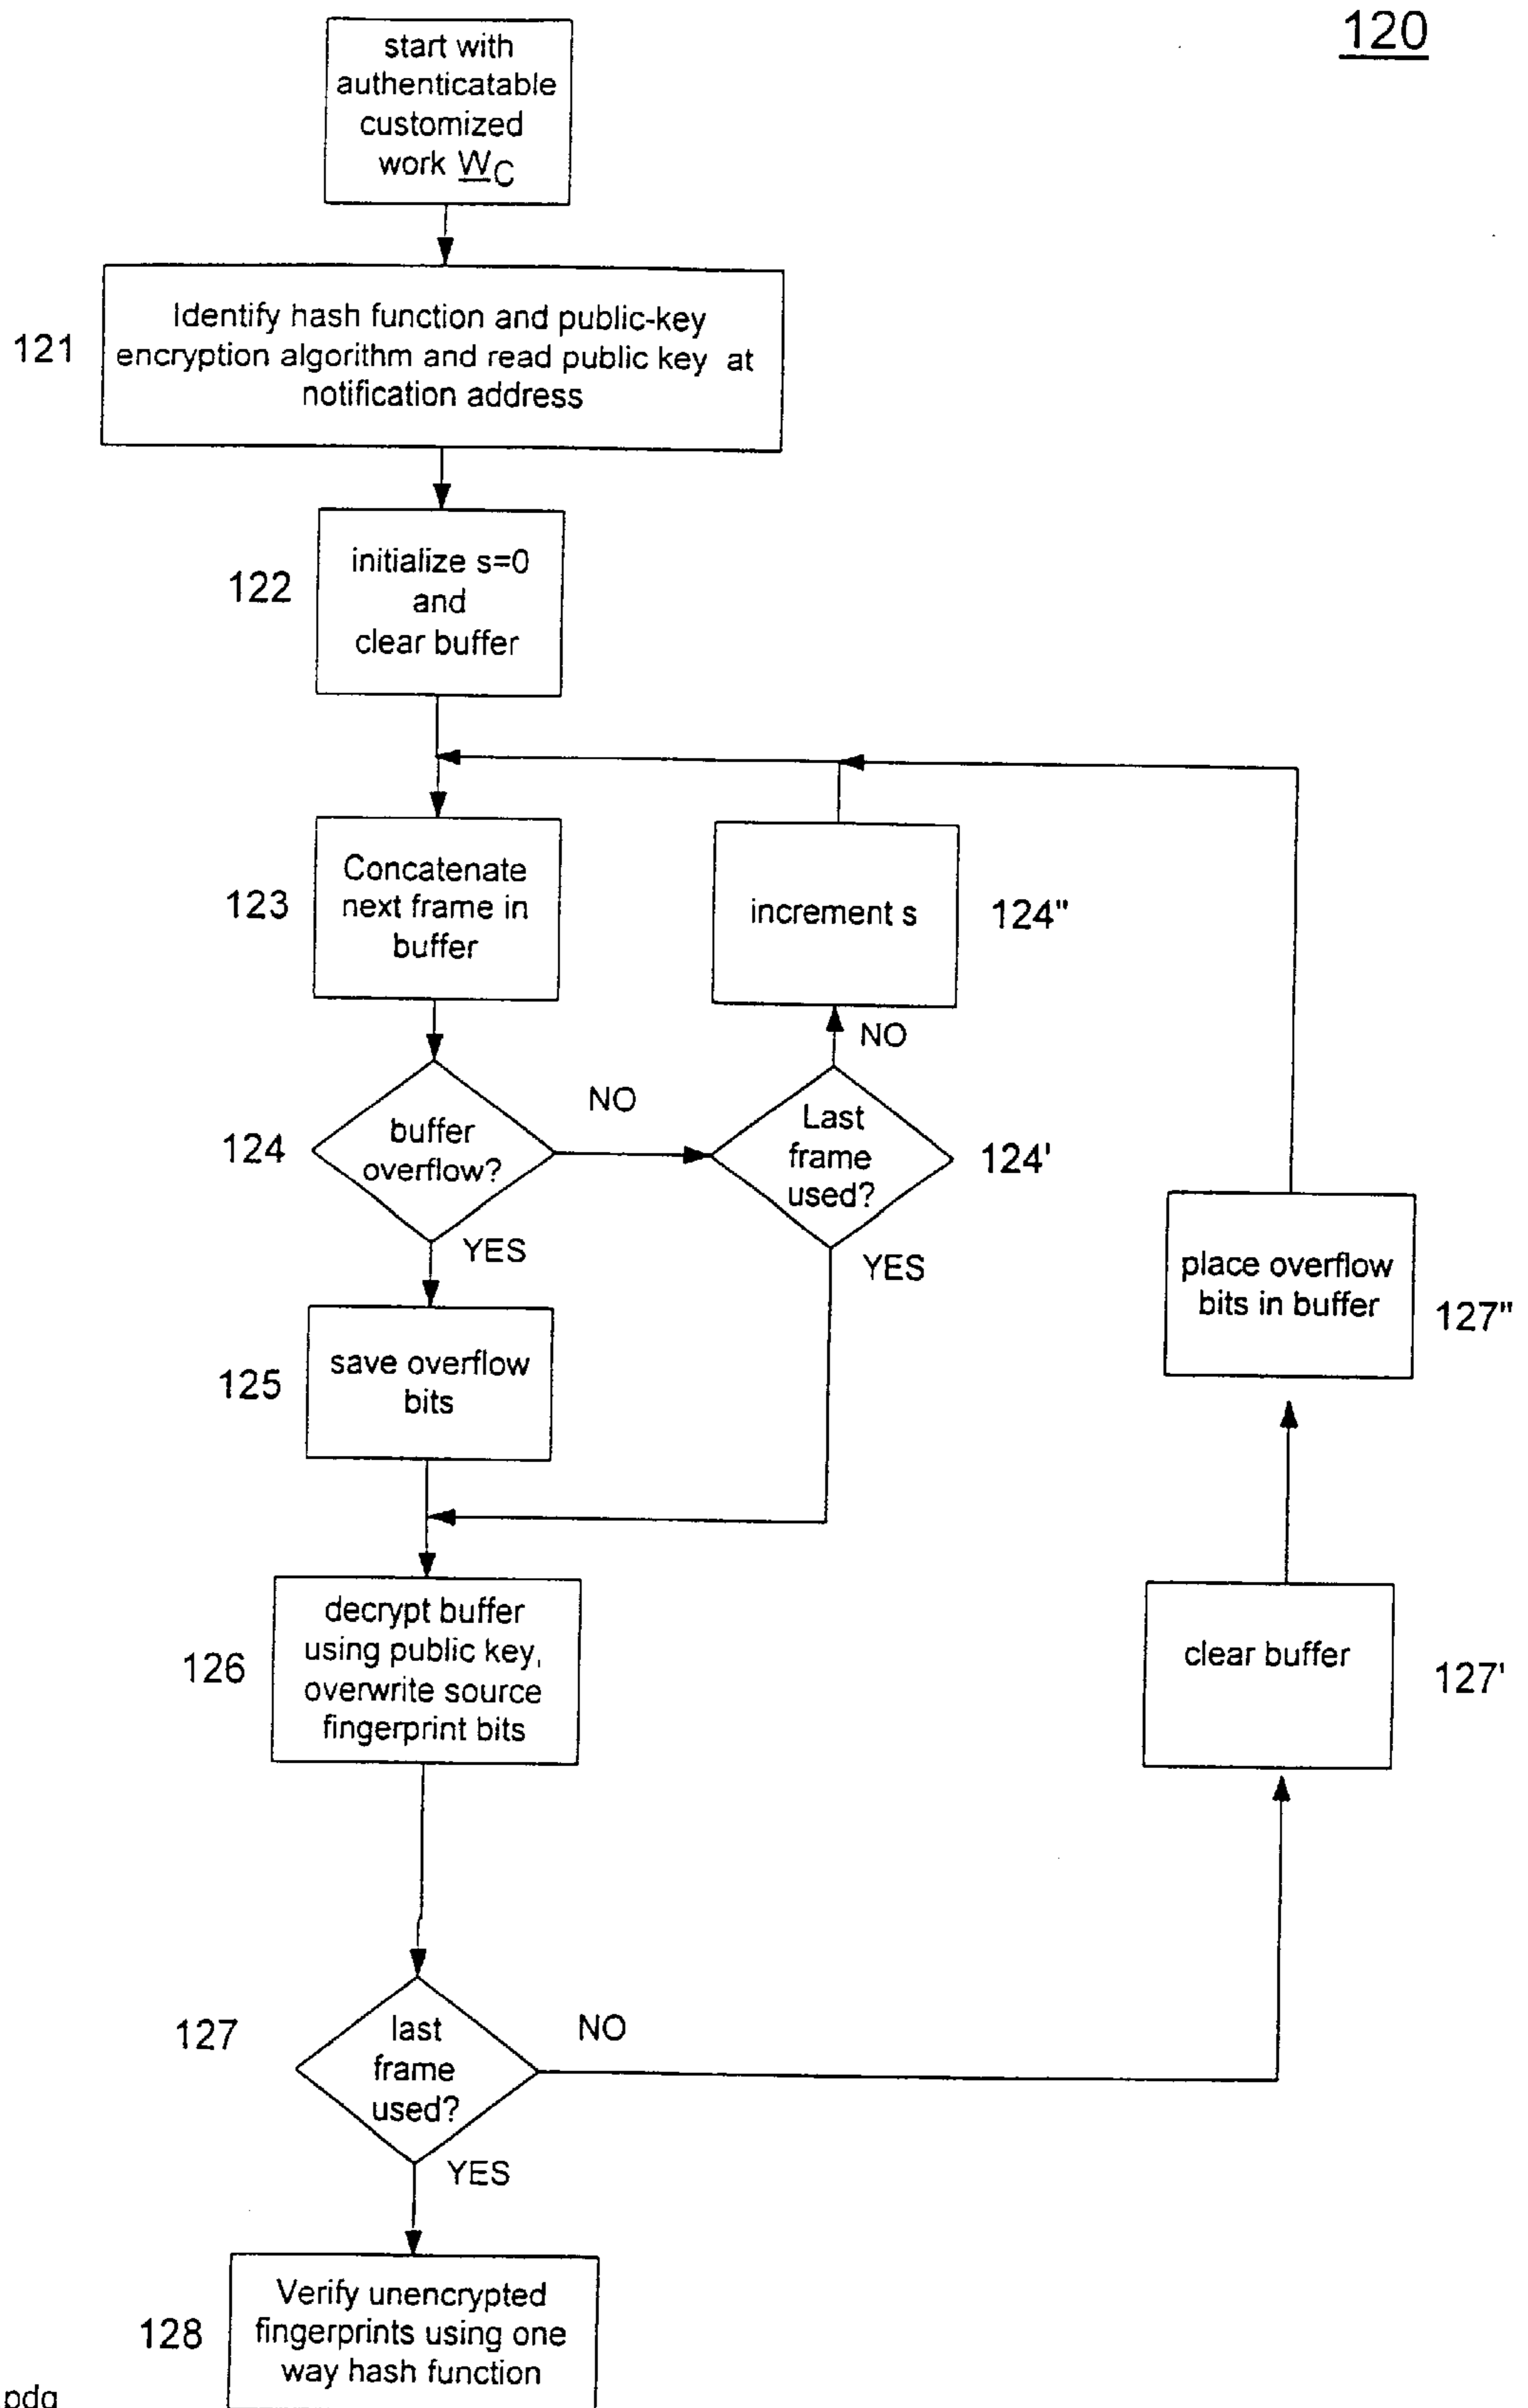 120
start with
authenticatable
customized
work WC
121
Identify hash function and public-key
encryption algorithm and read public key at
notification address
122
initialize s=0
and
clear buffer
123
Concatenate
next frame in
buffer
increment s
124"
NO
124
buffer
overflow?
NO
Last
frame
used?
124'
YES
YES
place overflow
bits in buffer
127"
125
save overflow
bits
126
decrypt buffer
using public key,
overwrite source
fingerprint bits
clear buffer
127'
127
last
frame
used?
NO
YES
128
Verify unencrypted
fingerprints using one
way hash function
pdg